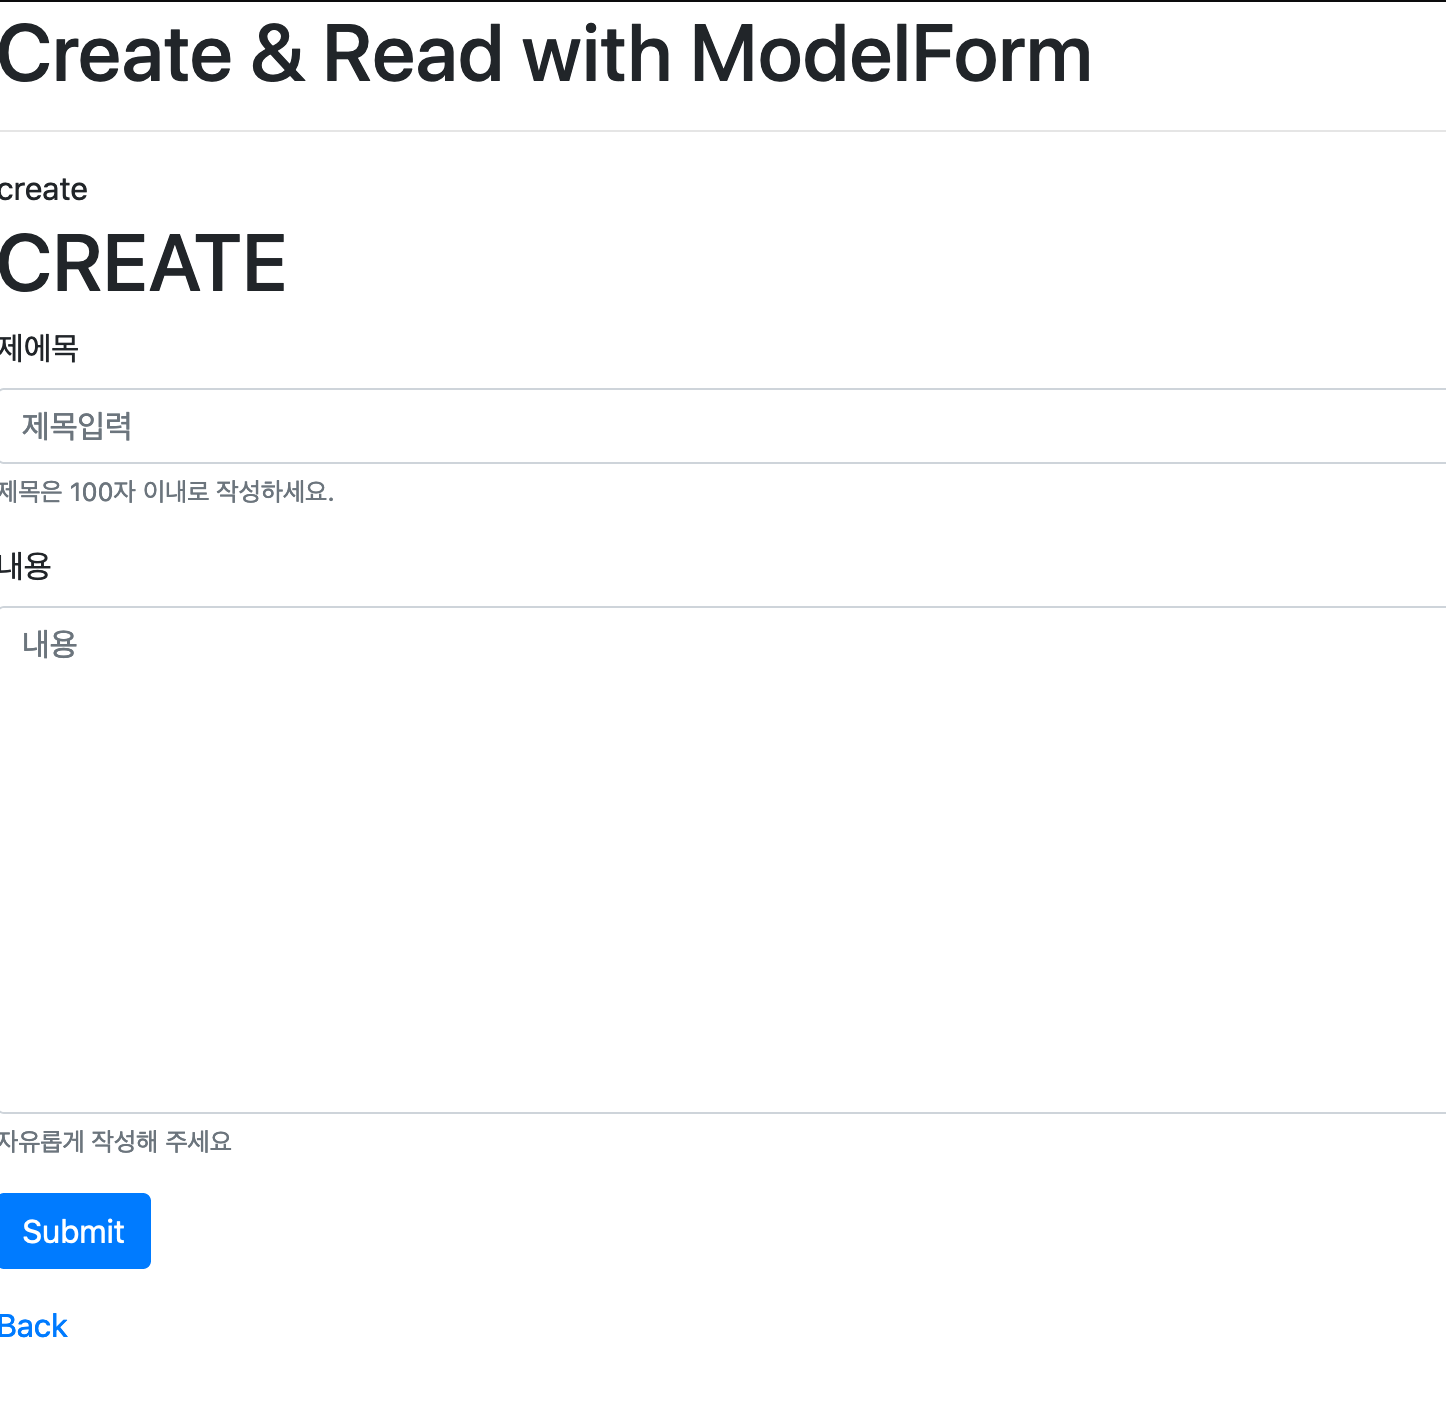 Create & Read with ModelForm
create
CREATE
제에목
제목입력
제목은 100자 이내로 작성하세요.
내용
내용
자유롭게 작성해 주세요
Submit
Back